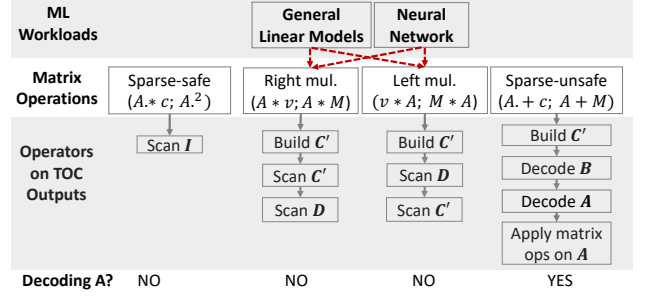 ML Workloads
General Linear Models
Neural Network
Matrix Operations
Sparse-safe
(A.* c; A.²)
Right mul.
(A * v; A * M)
Left mul.
(v * A; M * A)
Sparse-unsafe
(A.+ c; A + M)
Operators on TOC Outputs
Scan I
Build C′
Scan C′
Scan D
Build C′
Scan D
Scan C′
Build C′
Decode B
Decode A
Apply matrix ops on A
Decoding A?
NO
NO
NO
YES